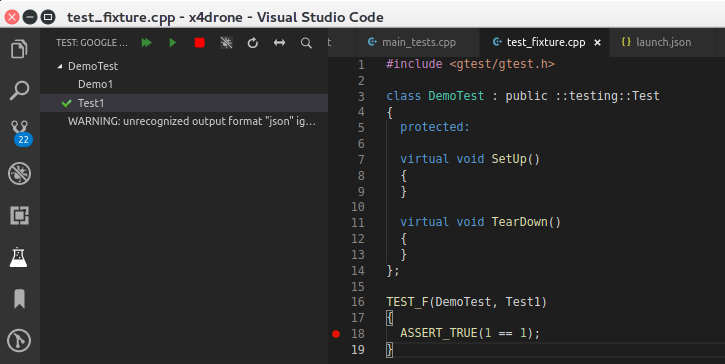 test_fixture.cpp - x4drone - Visual Studio Code
TEST: GOOGLE ...
DemoTest
Demo1
Test1
WARNING: unrecognized output format "json" ig...
22
t
main_tests.cpp
test_fixture.cpp
launch.json
1 #include <gtest/gtest.h>
2
3 class DemoTest : public ::testing::Test
4 {
5 protected:
6
7 virtual void SetUp()
8 {
9 }
10
11 virtual void TearDown()
12 {
13 }
14 };
15
16 TEST_F(DemoTest, Test1)
17 {
18 ASSERT_TRUE(1 == 1);
19 }